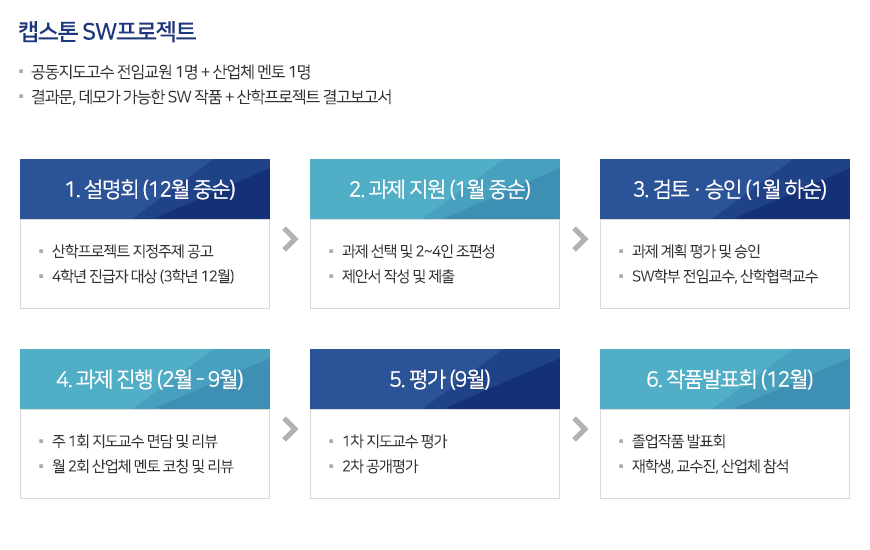 캡스톤 SW프로젝트
공동지도고수 전임교원 1명 + 산업체 멘토 1명
결과문, 데모가 가능한 SW 작품 + 산학프로젝트 결고보고서
1. 설명회 (12월 중순)
산학프로젝트 지정주제 공고
4학년 진급자 대상 (3학년 12월)
2. 과제 지원 (1월 중순)
과제 선택 및 2~4인 조편성
제안서 작성 및 제출
3. 검토 · 승인 (1월 하순)
과제 계획 평가 및 승인
SW학부 전임교수, 산학협력교수
4. 과제 진행 (2월 - 9월)
주 1회 지도교수 면담 및 리뷰
월 2회 산업체 멘토 코칭 및 리뷰
5. 평가 (9월)
1차 지도교수 평가
2차 공개평가
6. 작품발표회 (12월)
졸업작품 발표회
재학생, 교수진, 산업체 참석